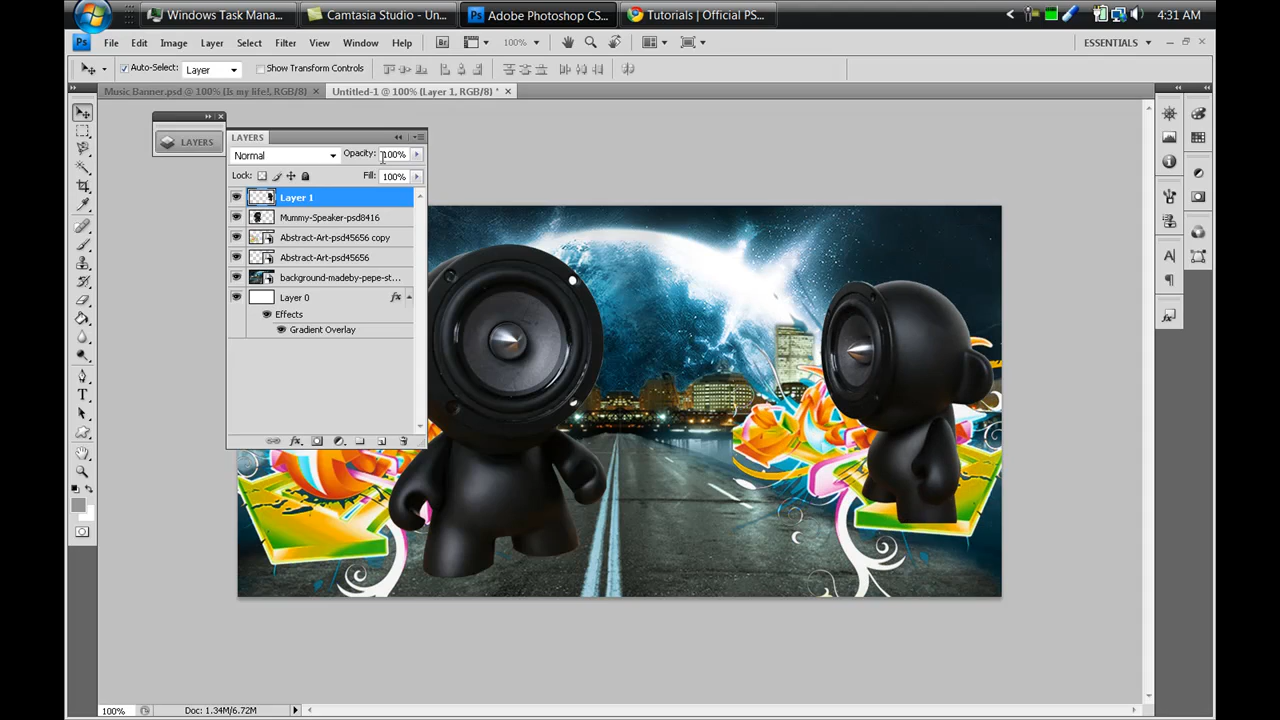 Windows Task Mana...
Camtasia Studio - Un...
Adobe Photoshop CS...
Tutorials | Official PS...
4:31 AM
Ps
File
Edit
Image
Layer
Select
Filter
View
Window
Help
Br
100%
ESSENTIALS
Auto-Select:
Layer
Show Transform Controls
Music Banner.psd @ 100% (Is my life!, RGB/8)
Untitled-1 @ 100% (Layer 1, RGB/8) *
LAYERS
LAYERS
Normal
Opacity:
100%
Lock:
Fill:
100%
Layer 1
Mummy-Speaker-psd8416
Abstract-Art-psd45656 copy
Abstract-Art-psd45656
background-madeby-pepe-st...
Layer 0
fx
Effects
Gradient Overlay
100%
Doc: 1.34M/6.72M